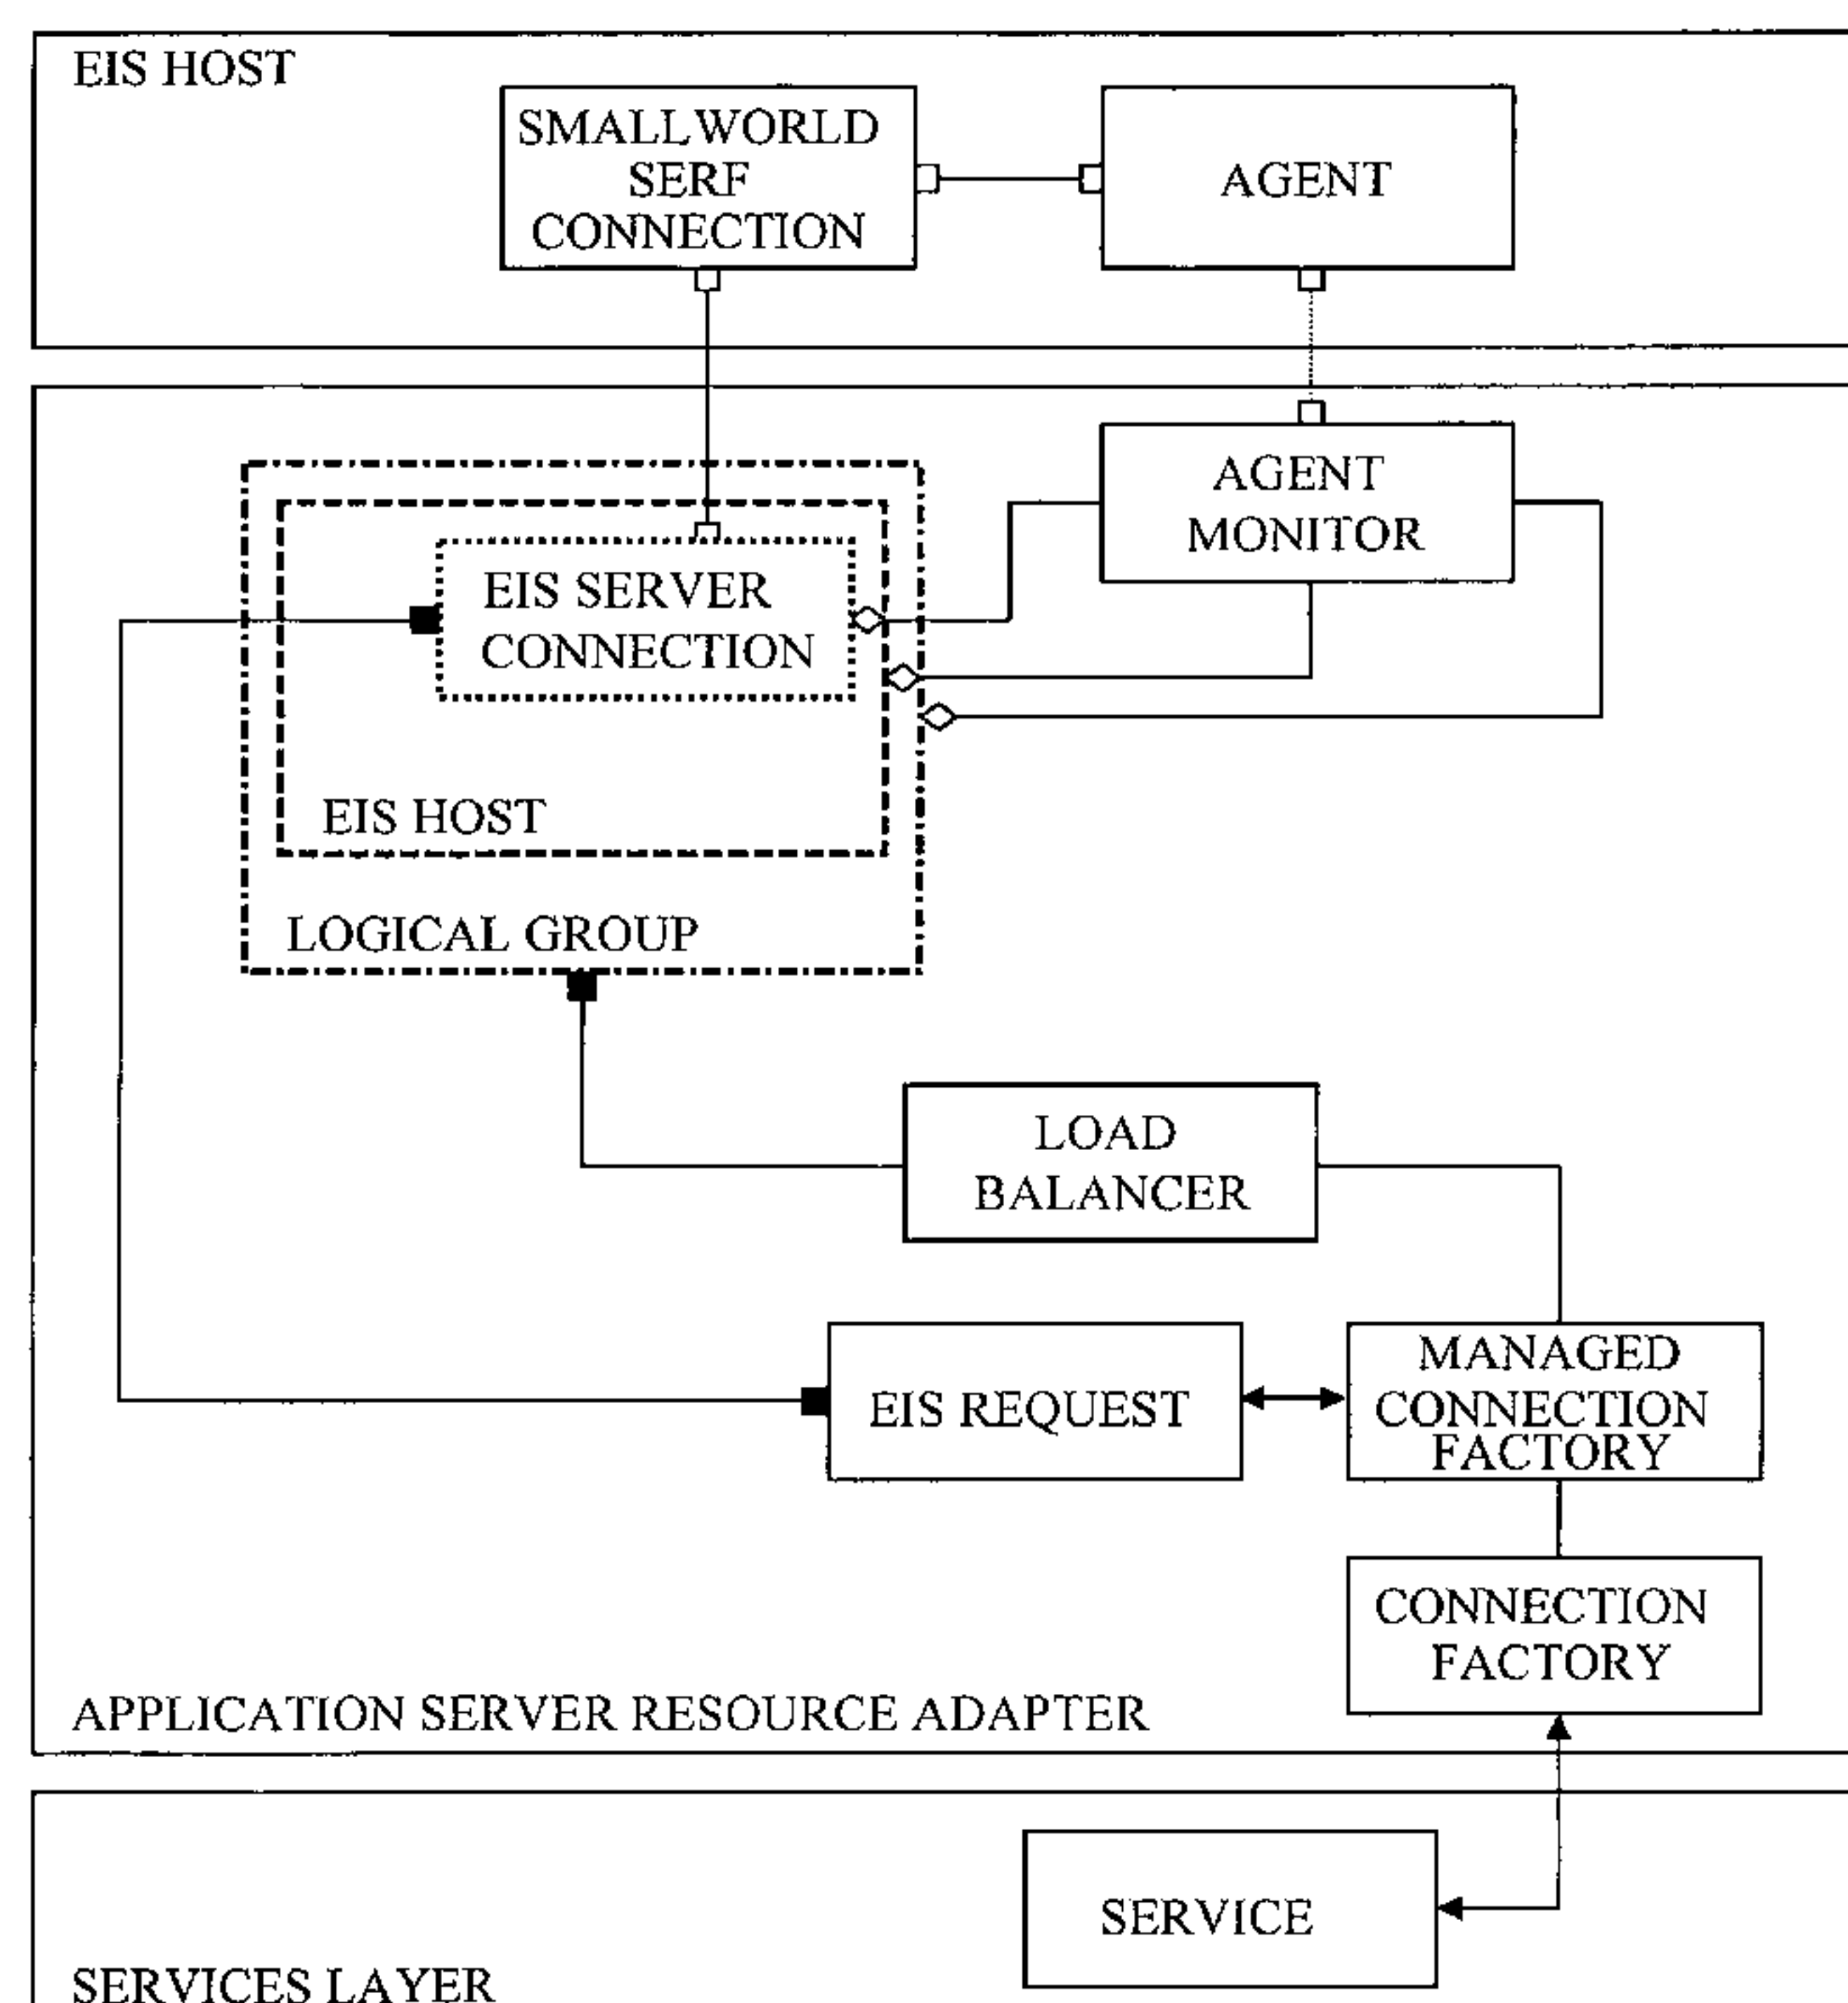 EIS HOST
SMALLWORLD
SERF
CONNECTION
AGENT
AGENT
MONITOR
EIS SERVER
CONNECTION
EIS HOST
LOGICAL GROUP
LOAD
BALANCER
EIS REQUEST
MANAGED
CONNECTION
FACTORY
CONNECTION
FACTORY
APPLICATION SERVER RESOURCE ADAPTER
SERVICE
SERVICES LAYER